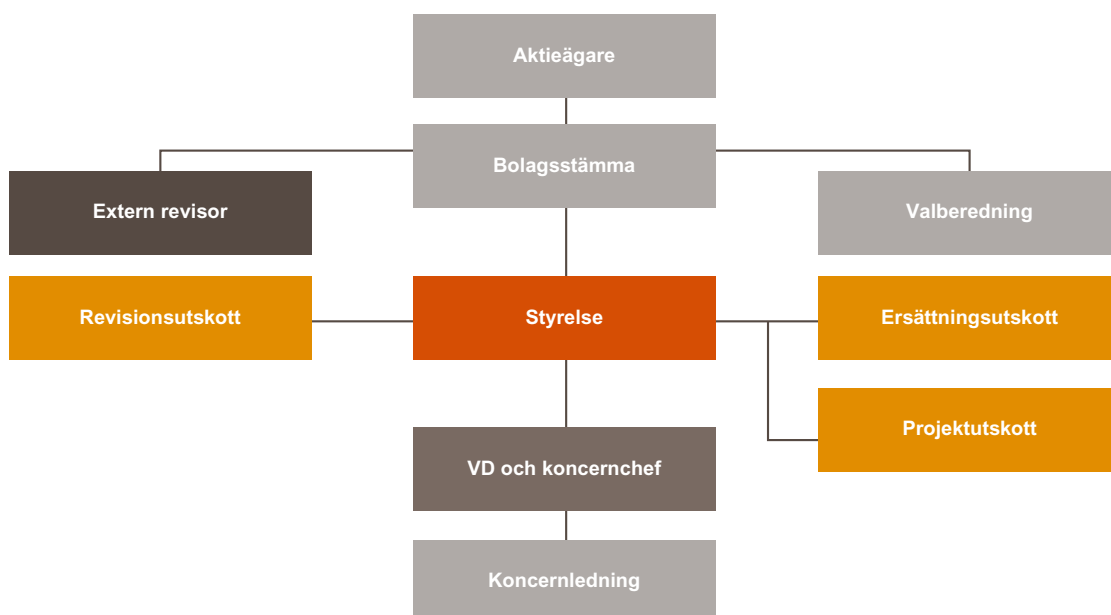 Aktieägare
Bolagsstämma
Extern revisor
Valberedning
Revisionsutskott
Styrelse
Ersättningsutskott
Projektutskott
VD och koncernchef
Koncernledning